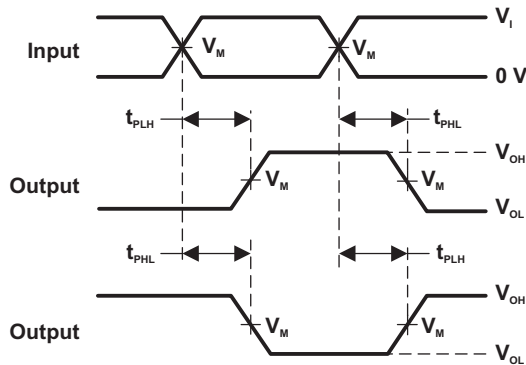 V_I
Input V_M V_M
0 V
t_PLH t_PHL
V_OH
Output V_M V_M
V_OL
t_PHL t_PLH
V_OH
Output V_M V_M
V_OL